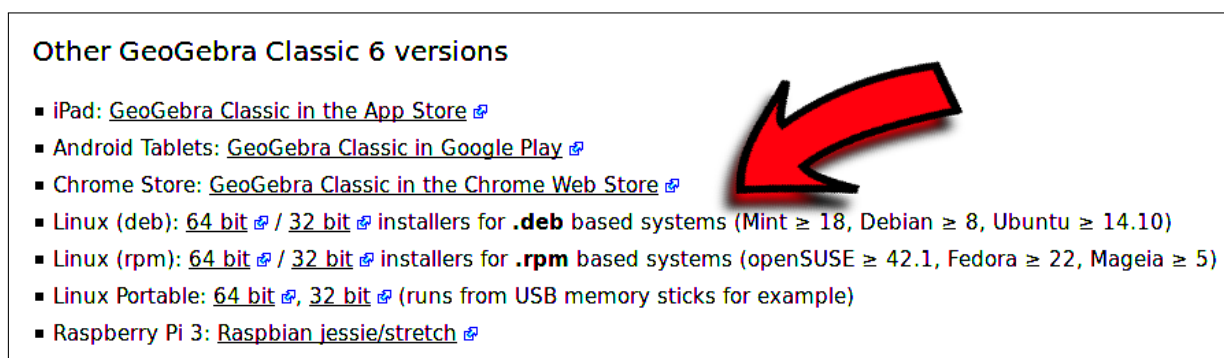 Other GeoGebra Classic 6 versions
iPad: GeoGebra Classic in the App Store
Android Tablets: GeoGebra Classic in Google Play
Chrome Store: GeoGebra Classic in the Chrome Web Store
Linux (deb): 64 bit / 32 bit installers for .deb based systems (Mint ≥ 18, Debian ≥ 8, Ubuntu ≥ 14.10)
Linux (rpm): 64 bit / 32 bit installers for .rpm based systems (openSUSE ≥ 42.1, Fedora ≥ 22, Mageia ≥ 5)
Linux Portable: 64 bit, 32 bit (runs from USB memory sticks for example)
Raspberry Pi 3: Raspbian jessie/stretch